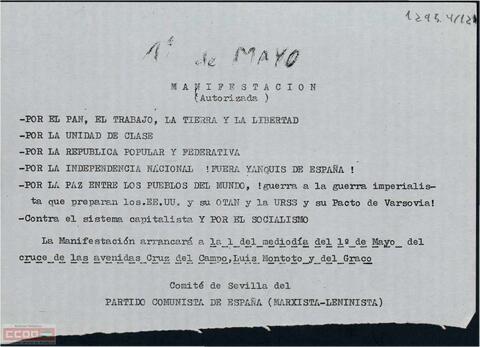 1293.4/12
1º de MAYO
MANIFESTACION
(Autorizada )
-POR EL PAN, EL TRABAJO, LA TIERRA Y LA LIBERTAD
-POR LA UNIDAD DE CLASE
-POR LA REPUBLICA POPULAR Y FEDERATIVA
-POR LA INDEPENDENCIA NACIONAL !FUERA YANQUIS DE ESPAÑA !
-POR LA PAZ ENTRE LOS PUEBLOS DEL MUNDO, !guerra a la guerra imperialis-
ta que preparan los.EE.UU. y su OTAN y la URSS y su Pacto de Varsovia!
-Contra el sistema capitalista Y POR EL SOCIALISMO
La Manifestación arrancará a la 1 del mediodía del 1º de Mayo del
cruce de las avenidas Cruz del Campo,Luis Montoto y del Greco
Comité de Sevilla del
PARTIDO COMUNISTA DE ESPAÑA (MARXISTA-LENINISTA)
CCOO